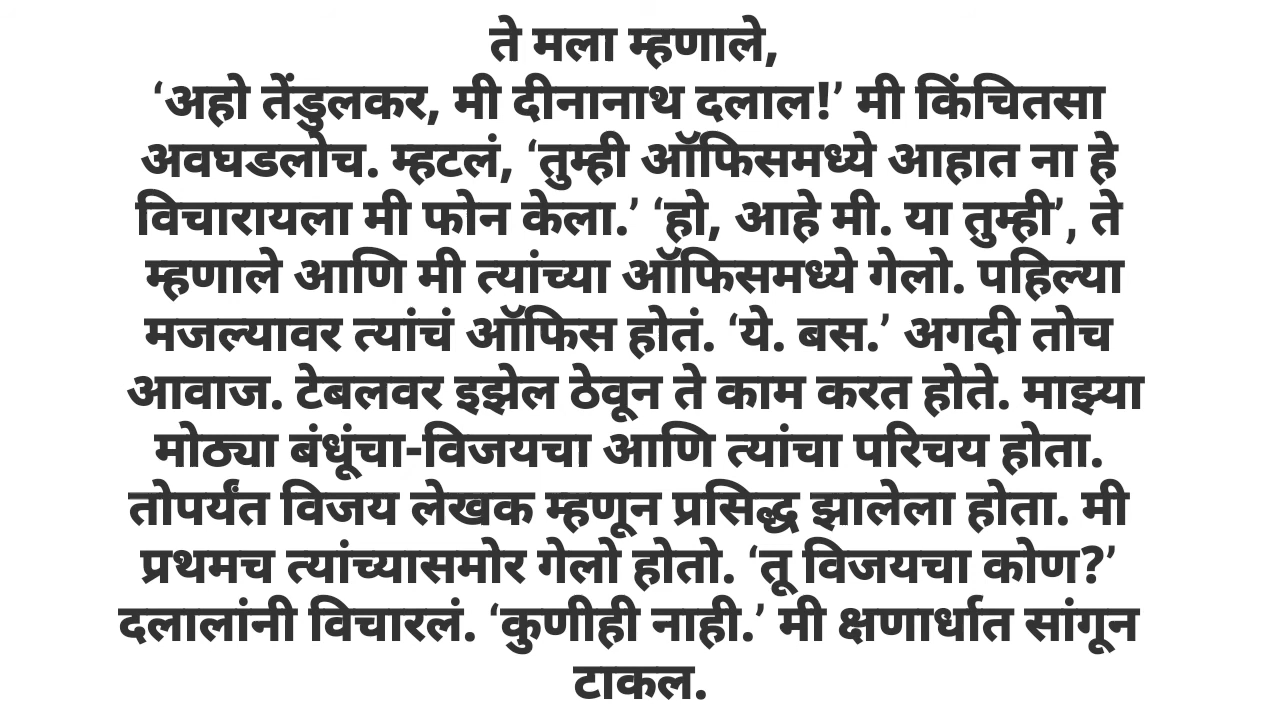 ते मला म्हणाले,
‘अहो तेंडुलकर, मी दीनानाथ दलाल!’ मी किंचितसा
अवघडलोच. म्हटलं, ‘तुम्ही ऑफिसमध्ये आहात ना हे
विचारायला मी फोन केला.’ ‘हो, आहे मी. या तुम्ही’, ते
म्हणाले आणि मी त्यांच्या ऑफिसमध्ये गेलो. पहिल्या
मजल्यावर त्यांचं ऑफिस होतं. ‘ये. बस.’ अगदी तोच
आवाज. टेबलवर इझेल ठेवून ते काम करत होते. माझ्या
मोठ्या बंधूंचा-विजयचा आणि त्यांचा परिचय होता.
तोपर्यंत विजय लेखक म्हणून प्रसिद्ध झालेला होता. मी
प्रथमच त्यांच्यासमोर गेलो होतो. ‘तू विजयचा कोण?’
दलालांनी विचारलं. ‘कुणीही नाही.’ मी क्षणार्धात सांगून
टाकल.